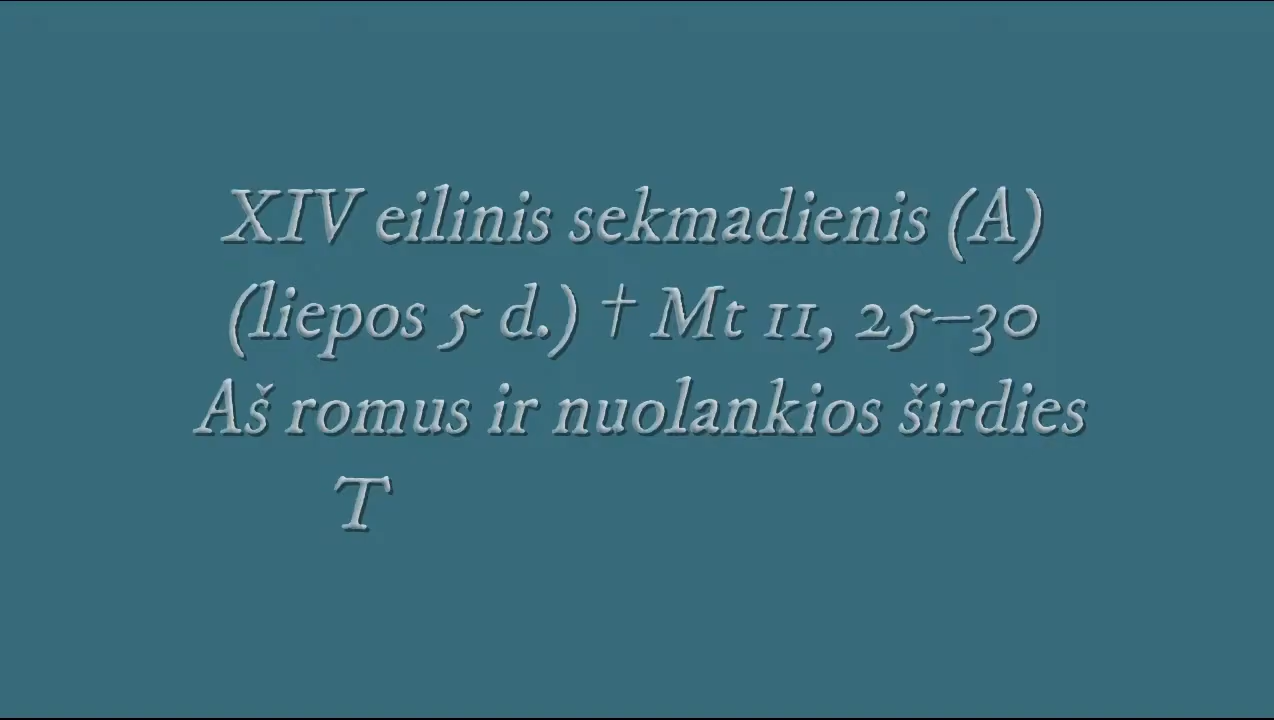 XIV eilinis sekmadienis (A)
(liepos 5 d.) † Mt 11, 25–30
Aš romus ir nuolankios širdies
T